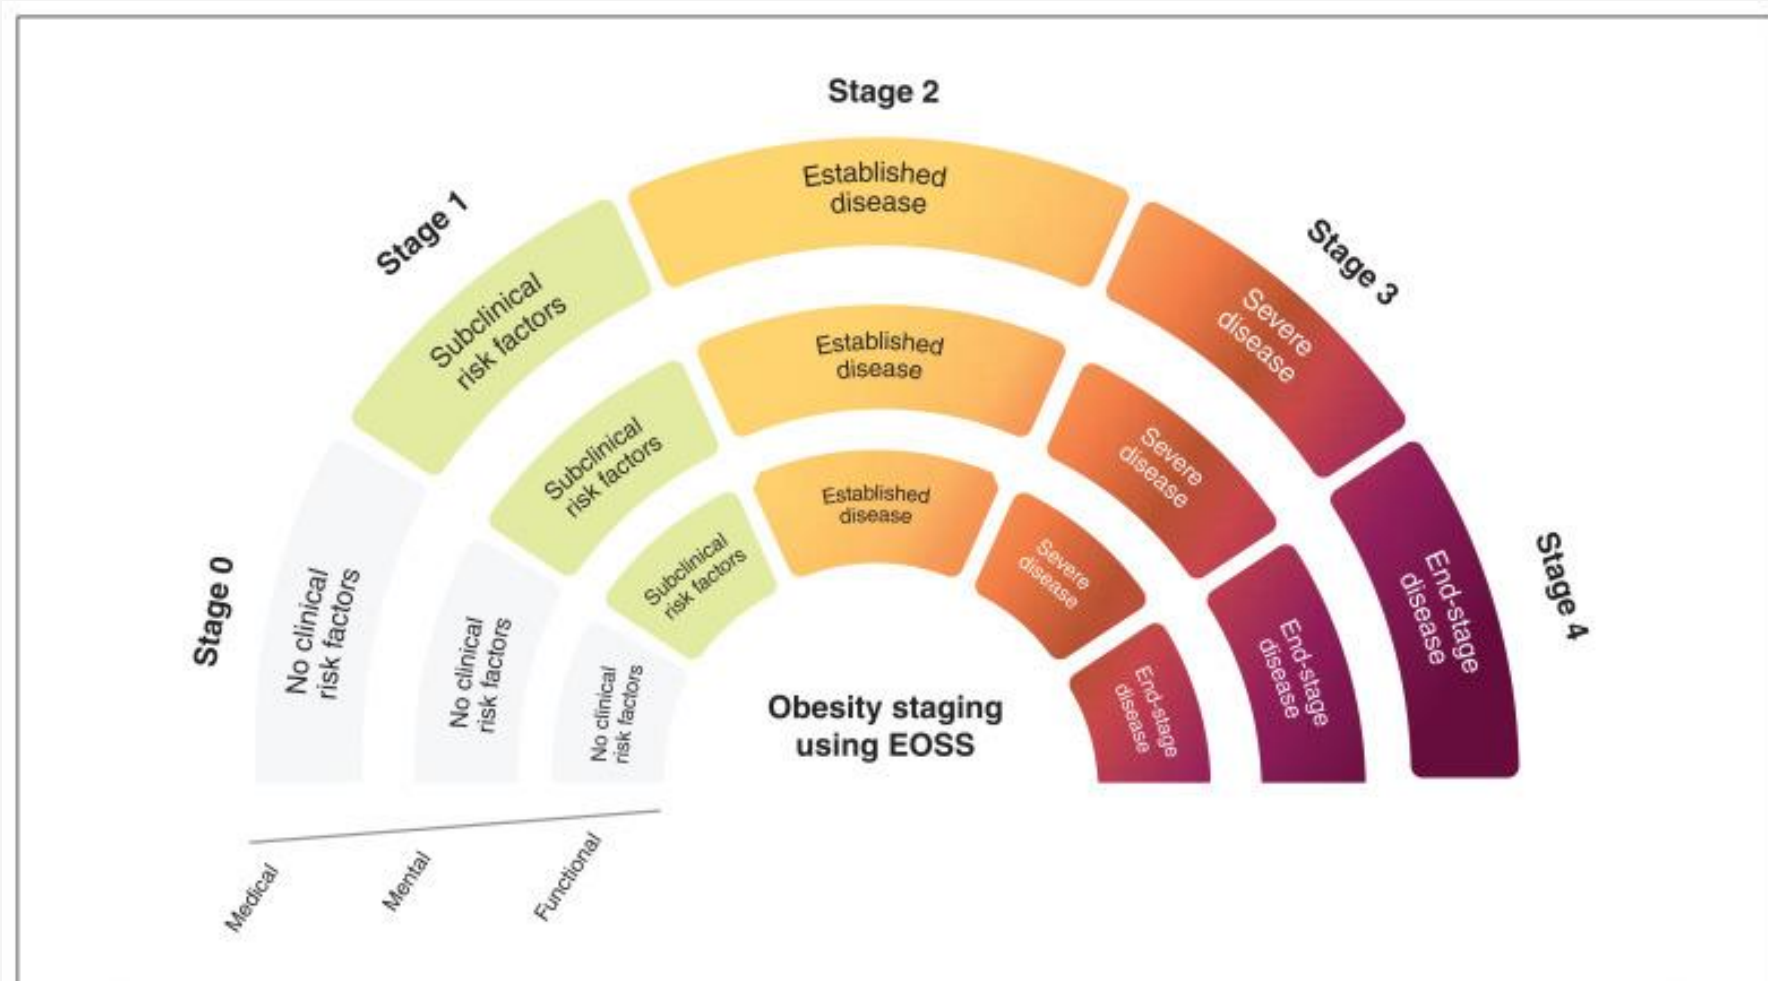 Stage 2
Stage 1
Stage 3
Stage 0
Stage 4
Established
disease
Subclinical
risk factors
Severe
disease
No clinical
risk factors
End-stage
disease
Established
disease
Subclinical
risk factors
Severe
disease
No clinical
risk factors
End-stage
disease
Established
disease
Subclinical
risk factors
Severe
disease
No clinical
risk factors
End-stage
disease
Obesity staging
using EOSS
Medical
Mental
Functional